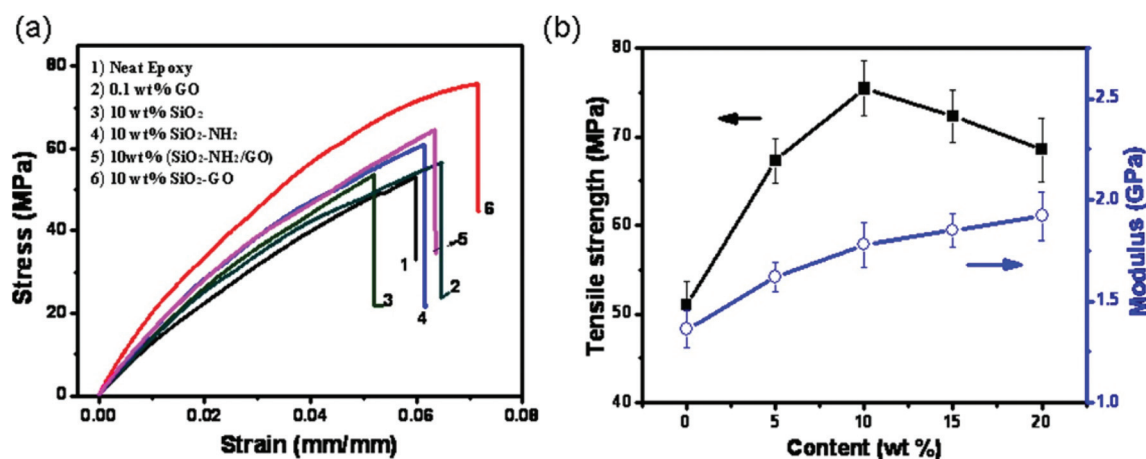 (a)
Stress (MPa)
80
60
40
20
0
1) Neat Epoxy
2) 0.1 wt% GO
3) 10 wt% SiO₂
4) 10 wt% SiO₂-NH₂
5) 10wt% (SiO₂-NH₂/GO)
6) 10 wt% SiO₂-GO
6
5
1
2
3
4
0.00 0.02 0.04 0.06 0.08
Strain (mm/mm)
(b)
Tensile strength (MPa)
80
70
60
50
40
2.5
2.0
1.5
1.0
Modulus (GPa)
0 5 10 15 20
Content (wt %)